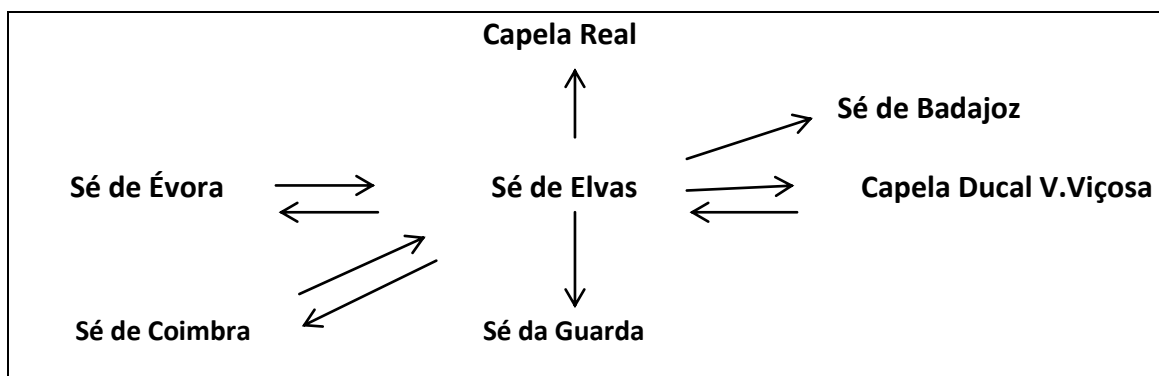 Capela Real
Sé de Badajoz
Sé de Évora
Sé de Elvas
Capela Ducal V.Viçosa
Sé de Coimbra
Sé da Guarda